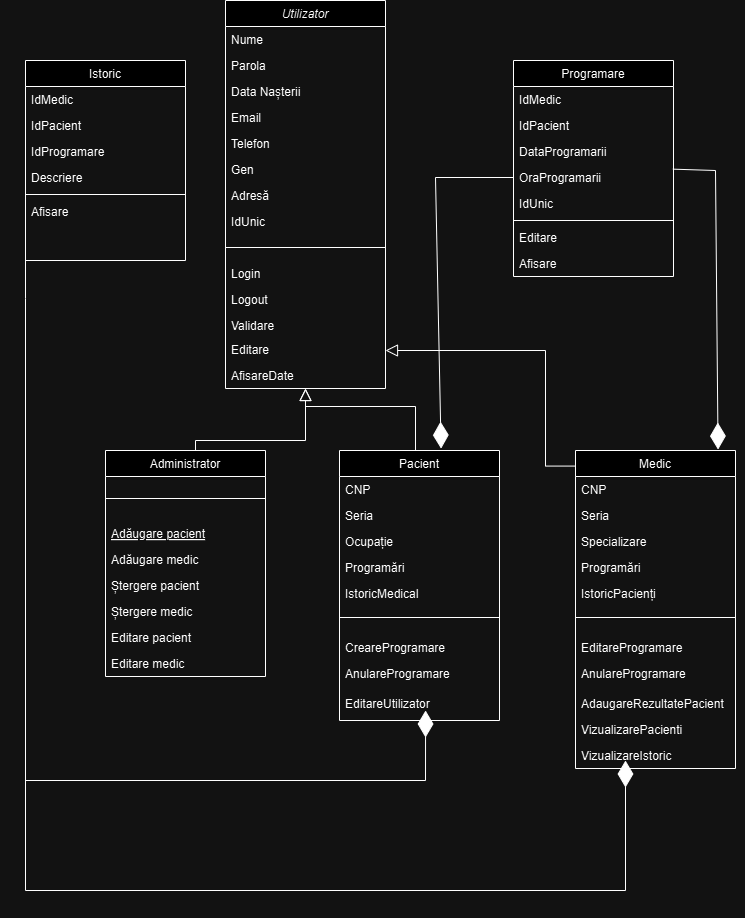 Utilizator
Nume
Parola
Data Nașterii
Email
Telefon
Gen
Adresă
IdUnic
Login
Logout
Validare
Editare
AfisareDate
Istoric
IdMedic
IdPacient
IdProgramare
Descriere
Afisare
Programare
IdMedic
IdPacient
DataProgramarii
OraProgramarii
IdUnic
Editare
Afisare
Administrator
Adăugare pacient
Adăugare medic
Ștergere pacient
Ștergere medic
Editare pacient
Editare medic
Pacient
CNP
Seria
Ocupație
Programări
IstoricMedical
CreareProgramare
AnulareProgramare
EditareUtilizator
Medic
CNP
Seria
Specializare
Programări
IstoricPacienți
EditareProgramare
AnulareProgramare
AdaugareRezultatePacient
VizualizarePacienti
VizualizareIstoric